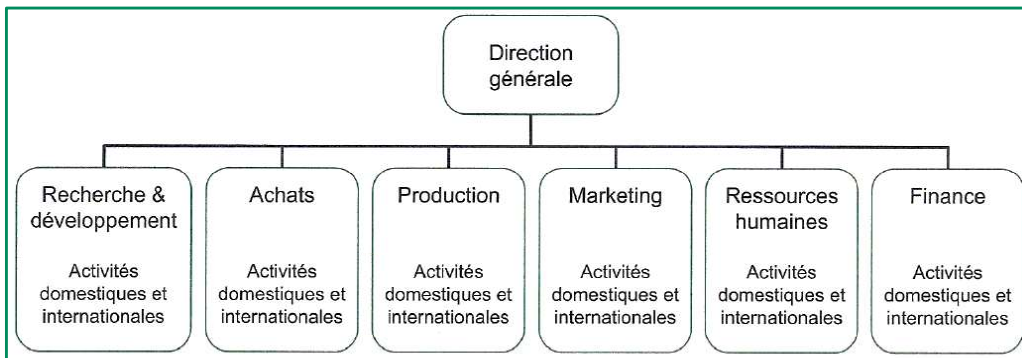 Direction
générale
Recherche &
développement
Activités
domestiques et
internationales
Achats
Activités
domestiques et
internationales
Production
Activités
domestiques et
internationales
Marketing
Activités
domestiques et
internationales
Ressources
humaines
Activités
domestiques et
internationales
Finance
Activités
domestiques et
internationales